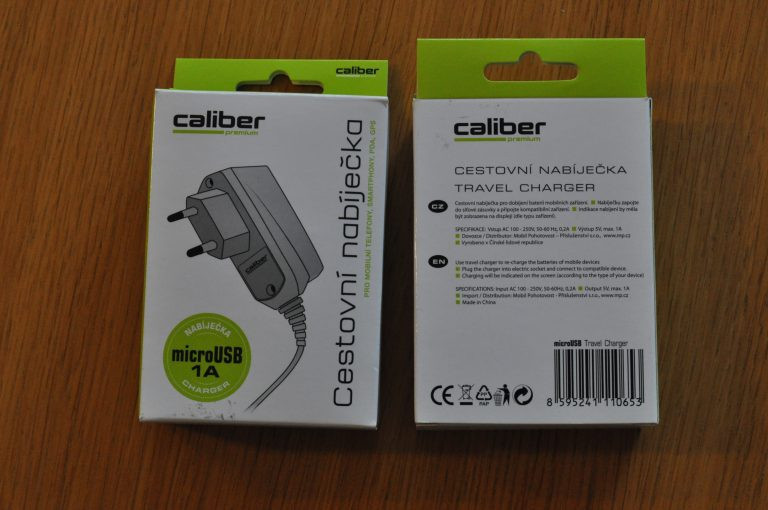 caliber
caliber
premium
Cestovní nabíječka
PRO MOBILNÍ TELEFONY, SMARTPHONY, PDA, GPS
caliber
premium
NABÍJEČKA
microUSB
1A
CHARGER
caliber
premium
CESTOVNÍ NABÍJEČKA
TRAVEL CHARGER
CZ
Cestovní nabíječka pro dobíjení baterií mobilních zařízení. Nabíječku zapojte
do síťové zásuvky a připojte kompatibilní zařízení. Indikace nabíjení by měla
být zobrazena na displeji (dle typu zařízení).
SPECIFIKACE: Vstup AC 100 - 250V, 50-60 Hz, 0,2A Výstup 5V, max. 1A
Dovozce / Distributor: Mobil Pohotovost – Příslušenství s.r.o., www.mp.cz
Vyrobeno v Čínské lidové republice
EN
Use travel charger to re-charge the batteries of mobile devices
Plug the charger into electric socket and connect to compatible device.
Charging will be indicated on the screen (according to the type of your device)
SPECIFICATIONS: Input AC 100 - 250V, 50-60Hz, 0,2A Output 5V, max. 1A
Import / Distribution: Mobil Pohotovost – Příslušenství s.r.o., www.mp.cz
Made in China
microUSB Travel Charger
CE
PAP
8 595241 110653